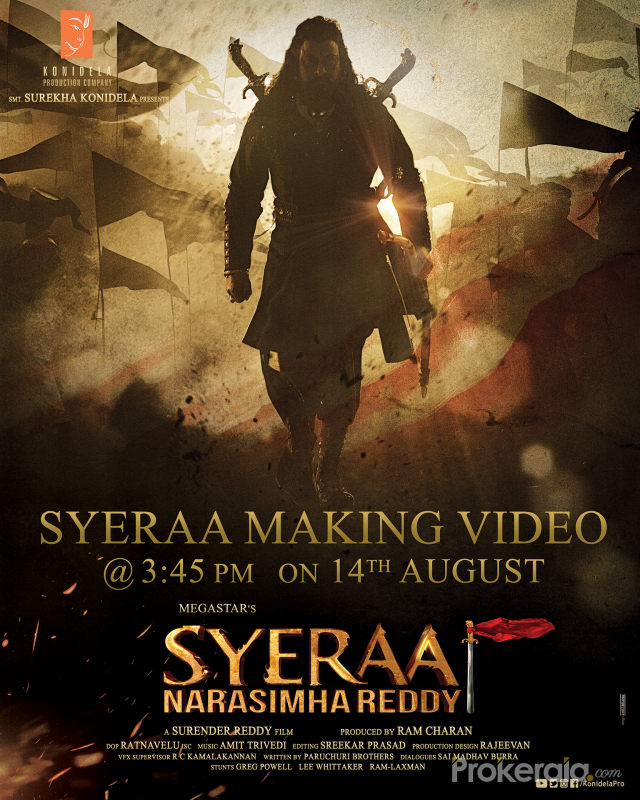 KONIDELA
PRODUCTION COMPANY
SMT. SUREKHA KONIDELA PRESENTS
SYERAA MAKING VIDEO
@ 3:45 PM ON 14TH AUGUST
MEGASTAR'S
SYERAA
NARASIMHA REDDY
A SURENDER REDDY FILM PRODUCED BY RAM CHARAN
DOP RATNAVELU ISC MUSIC AMIT TRIVEDI EDITING SREEKAR PRASAD PRODUCTION DESIGN RAJEEVAN
VFX SUPERVISOR R C KAMALAKANNAN WRITTEN BY PARUCHURI BROTHERS DIALOGUES SAI MADHAV BURRA
STUNTS GREG POWELL LEE WHITTAKER RAM-LAXMAN
Prokerala.com
/KonidelaPro